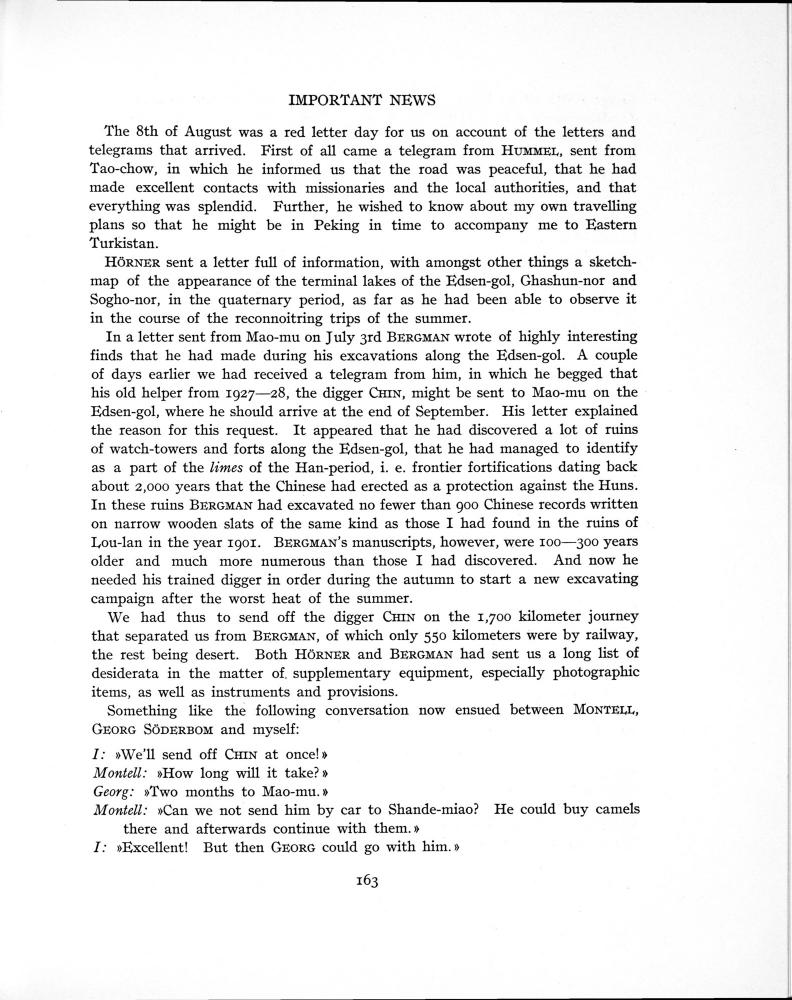 IMPORTANT NEWS
The 8th of August was a red letter day for us on account of the letters and
telegrams that arrived. First of all came a telegram from HUMMEL, sent from
Tao-chow, in which he informed us that the road was peaceful, that he had
made excellent contacts with missionaries and the local authorities, and that
everything was splendid. Further, he wished to know about my own travelling
plans so that he might be in Peking in time to accompany me to Eastern
Turkistan.
HÖRNER sent a letter full of information, with amongst other things a sketch-
map of the appearance of the terminal lakes of the Edsen-gol, Ghashun-nor and
Sogho-nor, in the quaternary period, as far as he had been able to observe it
in the course of the reconnoitring trips of the summer.
In a letter sent from Mao-mu on July 3rd BERGMAN wrote of highly interesting
finds that he had made during his excavations along the Edsen-gol. A couple
of days earlier we had received a telegram from him, in which he begged that
his old helper from 1927—28, the digger CHIN, might be sent to Mao-mu on the
Edsen-gol, where he should arrive at the end of September. His letter explained
the reason for this request. It appeared that he had discovered a lot of ruins
of watch-towers and forts along the Edsen-gol, that he had managed to identify
as a part of the limes of the Han-period, i. e. frontier fortifications dating back
about 2,000 years that the Chinese had erected as a protection against the Huns.
In these ruins BERGMAN had excavated no fewer than 900 Chinese records written
on narrow wooden slats of the same kind as those I had found in the ruins of
Lou-lan in the year 1901. BERGMAN's manuscripts, however, were 100—300 years
older and much more numerous than those I had discovered. And now he
needed his trained digger in order during the autumn to start a new excavating
campaign after the worst heat of the summer.
We had thus to send off the digger CHIN on the 1,700 kilometer journey
that separated us from BERGMAN, of which only 550 kilometers were by railway,
the rest being desert. Both HÖRNER and BERGMAN had sent us a long list of
desiderata in the matter of supplementary equipment, especially photographic
items, as well as instruments and provisions.
Something like the following conversation now ensued between MONTELL,
GEORG SÖDERBOM and myself:
I: »We'll send off CHIN at once!»
Montell: »How long will it take?»
Georg: »Two months to Mao-mu.»
Montell: »Can we not send him by car to Shande-miao? He could buy camels
there and afterwards continue with them.»
I: »Excellent! But then GEORG could go with him.»
163